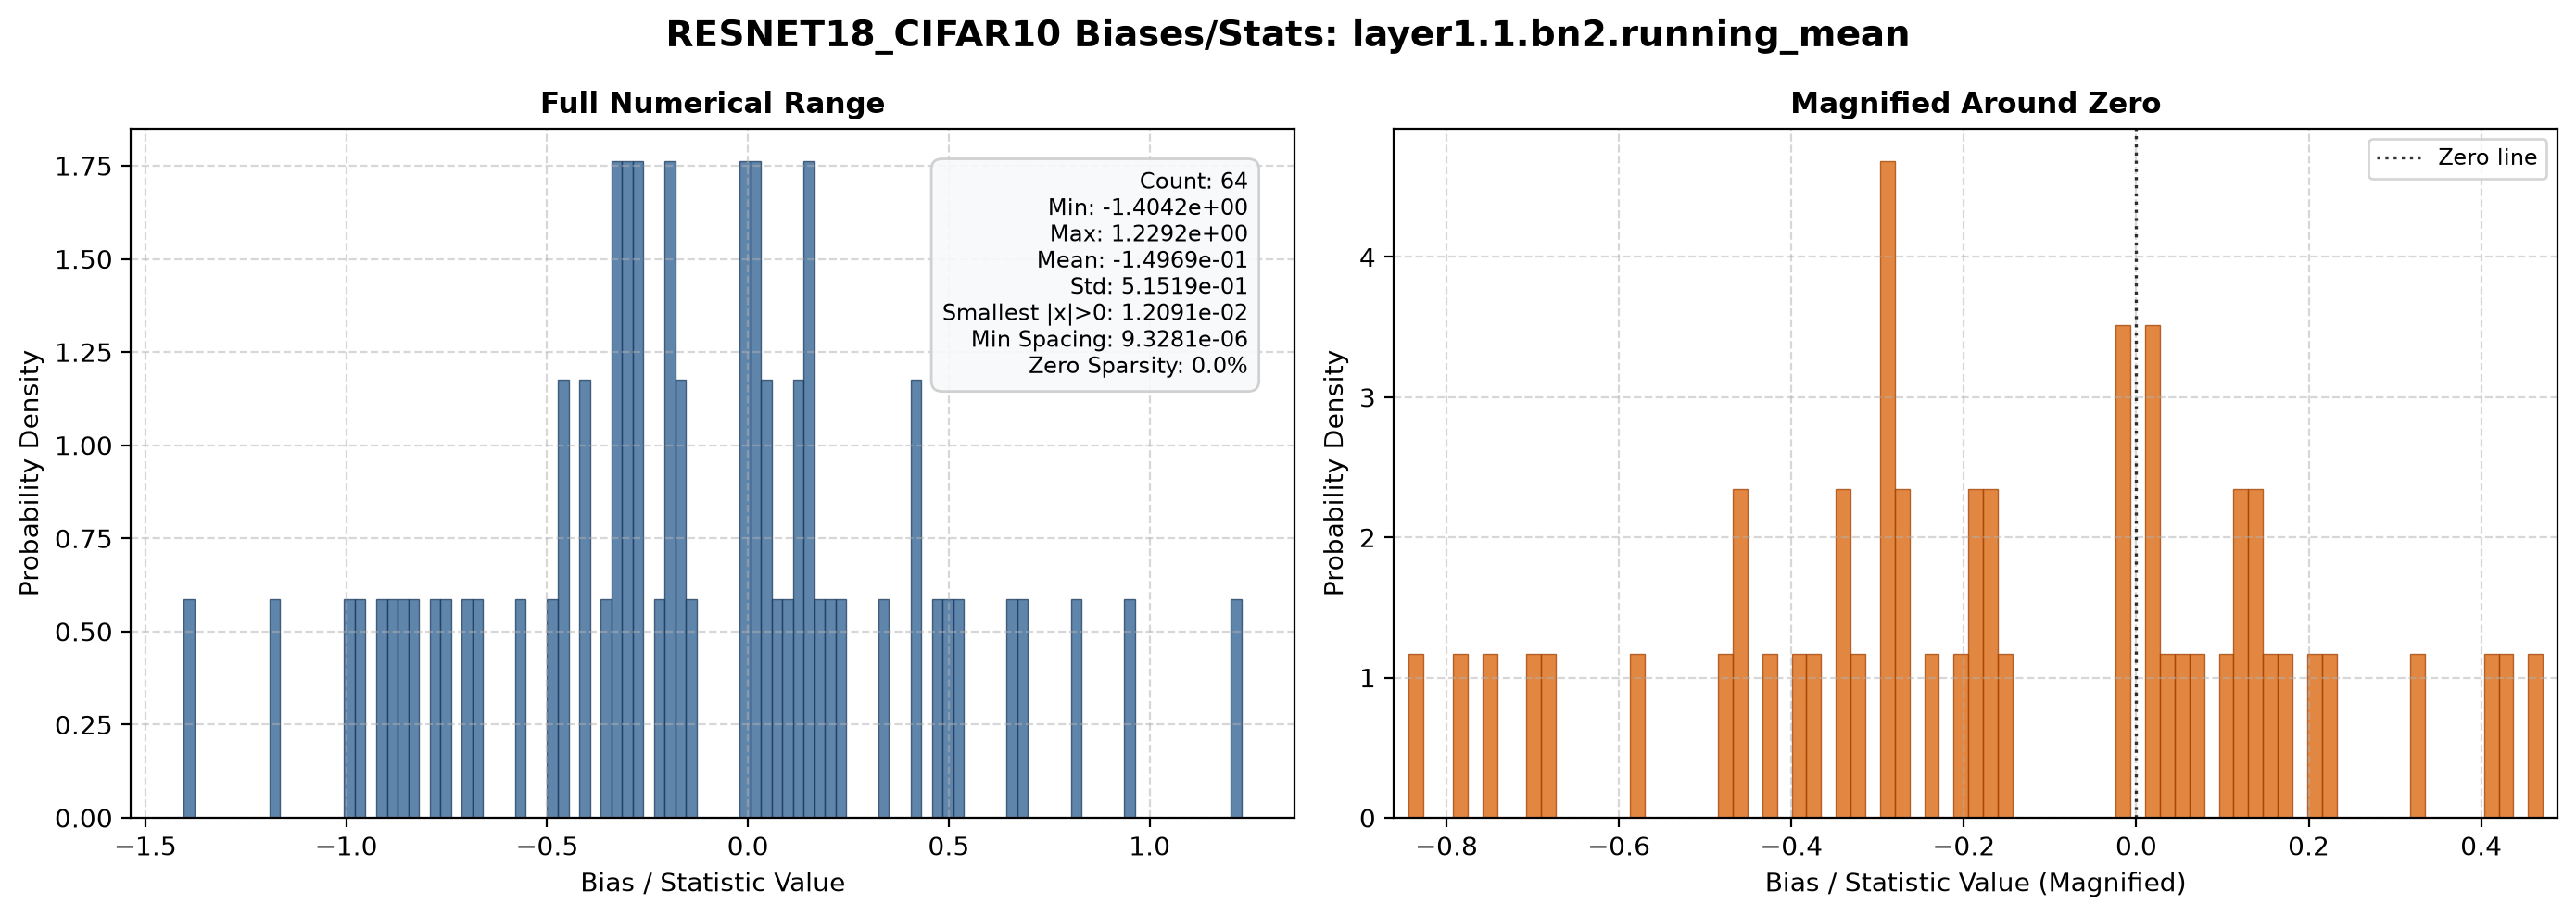 RESNET18_CIFAR10 Biases/Stats: layer1.1.bn2.running_mean
Full Numerical Range
Probability Density
1.75
1.50
1.25
1.00
0.75
0.50
0.25
0.00
Count: 64
Min: -1.4042e+00
Max: 1.2292e+00
Mean: -1.4969e-01
Std: 5.1519e-01
Smallest |x|>0: 1.2091e-02
Min Spacing: 9.3281e-06
Zero Sparsity: 0.0%
−1.5 −1.0 −0.5 0.0 0.5 1.0
Bias / Statistic Value
Magnified Around Zero
Probability Density
4
3
2
1
0
Zero line
−0.8 −0.6 −0.4 −0.2 0.0 0.2 0.4
Bias / Statistic Value (Magnified)